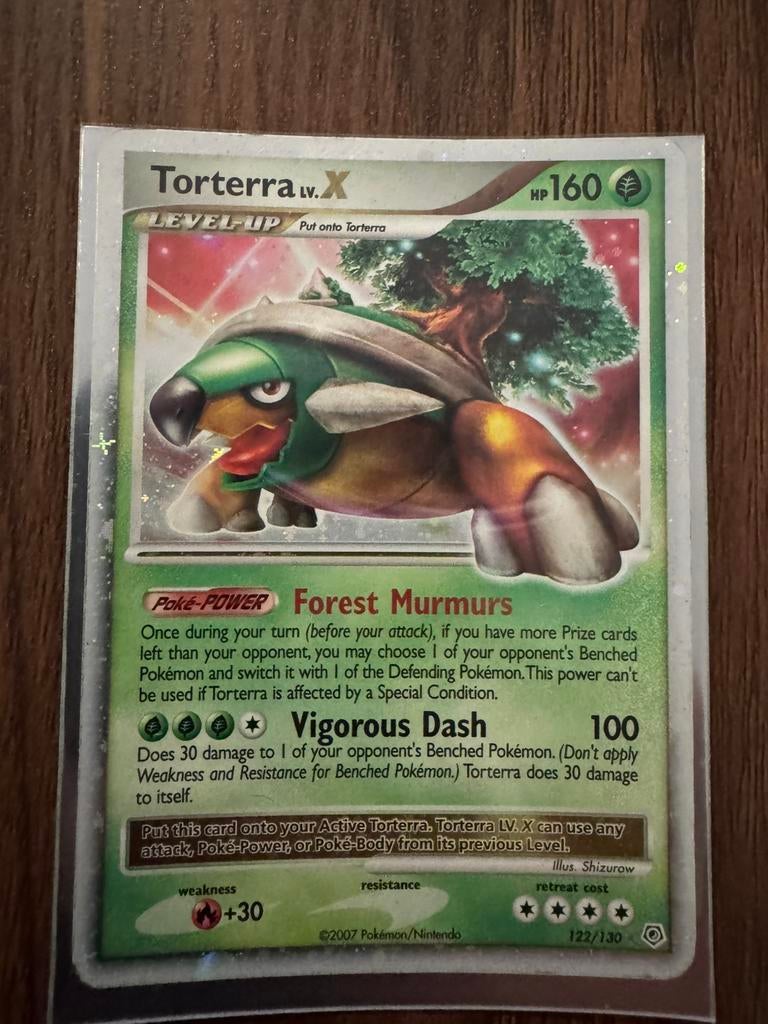 Torterra LV.X HP 160
LEVEL-UP Put onto Torterra
Poké-POWER Forest Murmurs
Once during your turn (before your attack), if you have more Prize cards
left than your opponent, you may choose 1 of your opponent's Benched
Pokémon and switch it with 1 of the Defending Pokémon. This power can't
be used if Torterra is affected by a Special Condition.
Vigorous Dash 100
Does 30 damage to 1 of your opponent's Benched Pokémon. (Don't apply
Weakness and Resistance for Benched Pokémon.) Torterra does 30 damage
to itself.
Put this card onto your Active Torterra. Torterra LV. X can use any
attack, Poké-Power, or Poké-Body from its previous Level.
Illus. Shizurow
weakness resistance retreat cost
+30
©2007 Pokémon/Nintendo 122/130